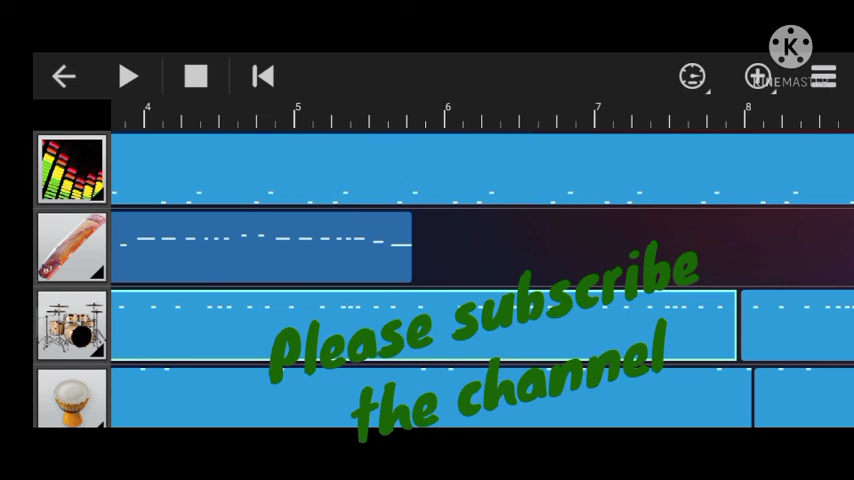 K
KINEMASTER
4 5 6 7 8
Please subscribe
the channel